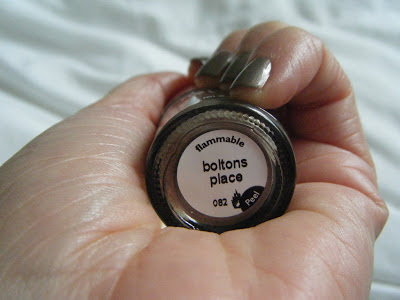 flammable
boltons
place
082
Peel